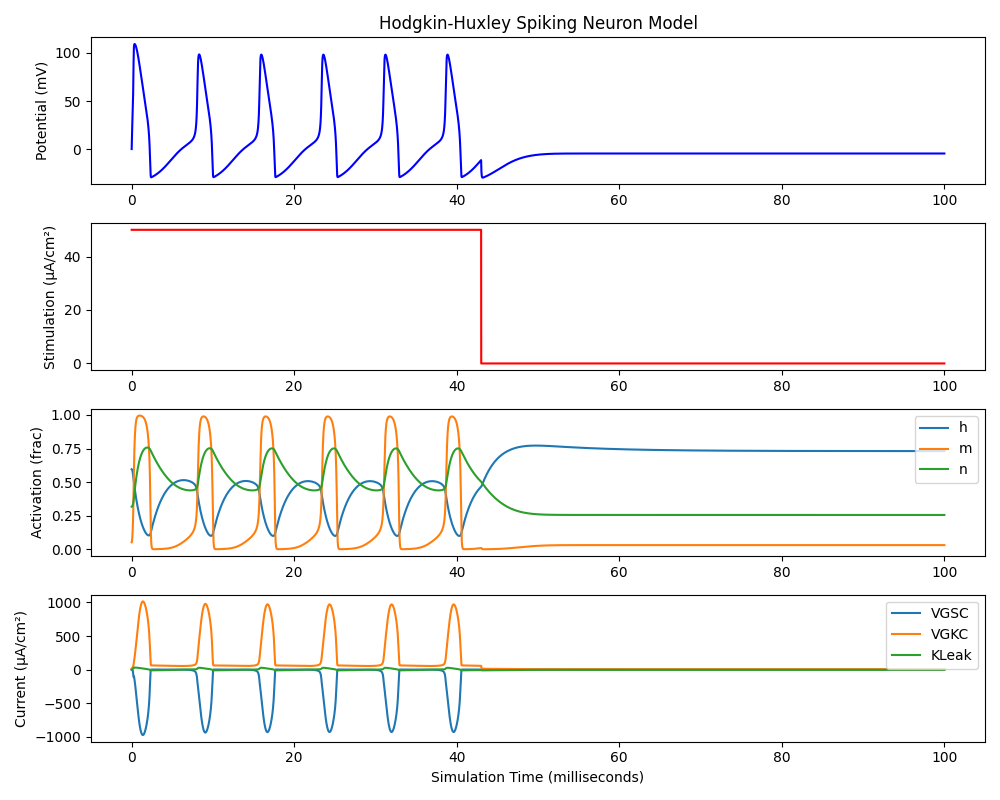 Hodgkin-Huxley Spiking Neuron Model
Potential (mV)
100
50
0
0 20 40 60 80 100
Stimulation (µA/cm²)
40
20
0
0 20 40 60 80 100
Activation (frac)
1.00
0.75
0.50
0.25
0.00
h
m
n
0 20 40 60 80 100
Current (µA/cm²)
1000
500
0
−500
−1000
VGSC
VGKC
KLeak
0 20 40 60 80 100
Simulation Time (milliseconds)